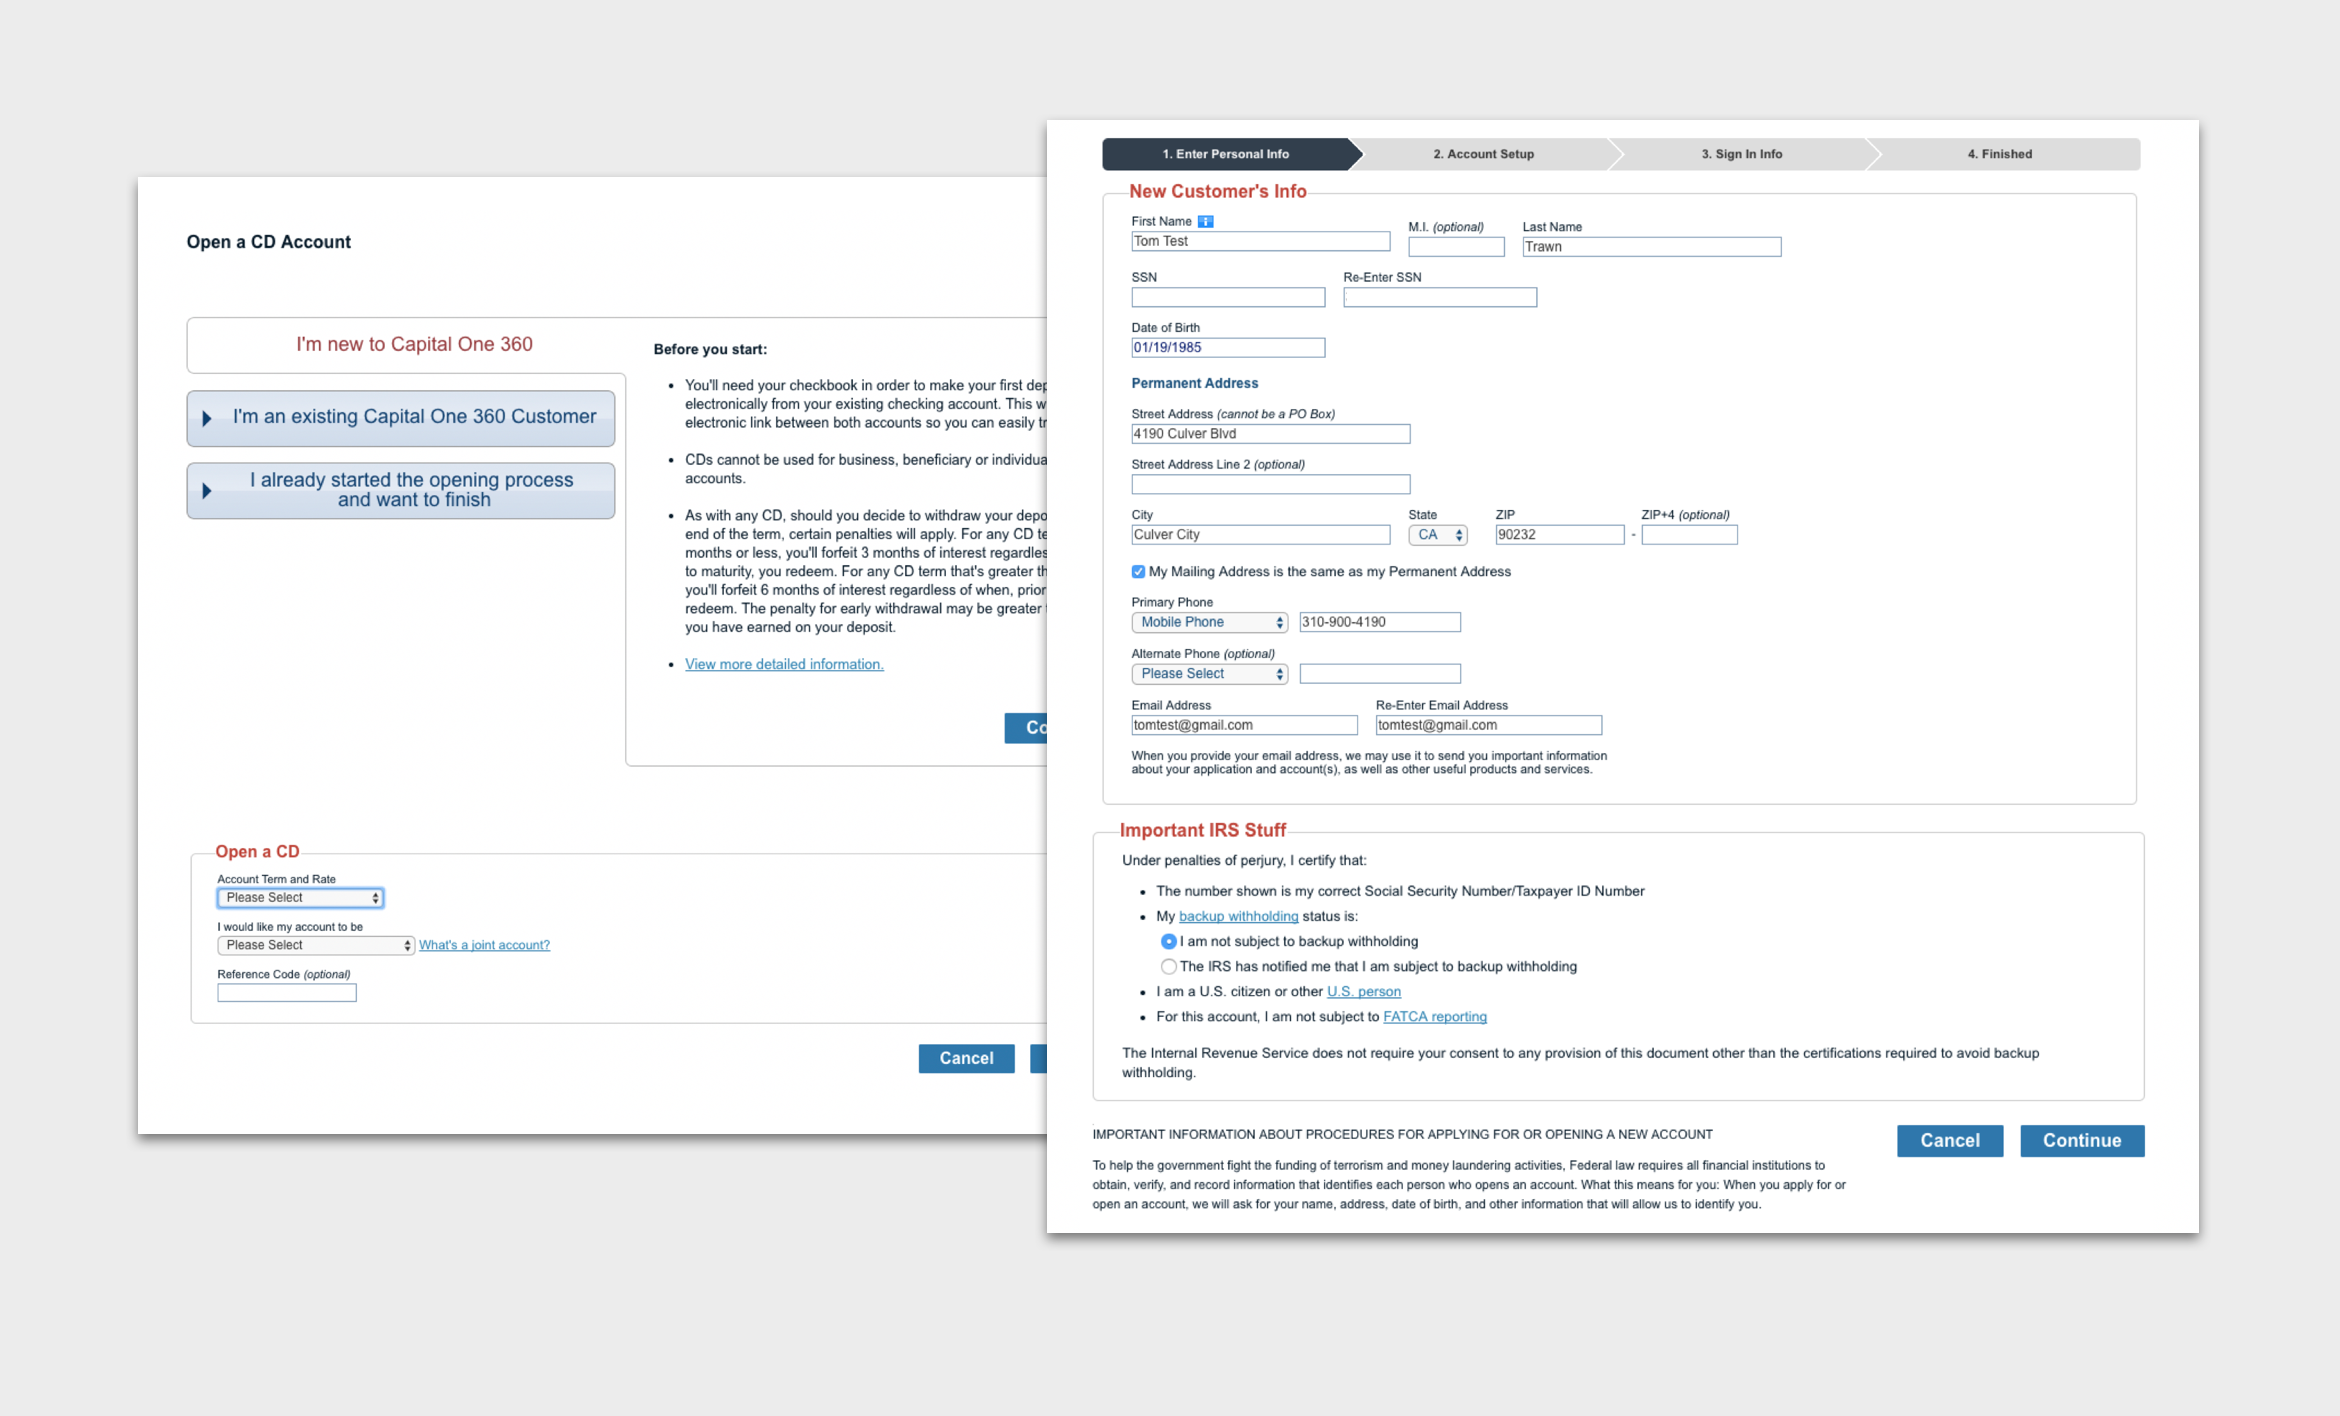 Open a CD Account
I'm new to Capital One 360
I'm an existing Capital One 360 Customer
I already started the opening process
and want to finish
Before you start:
• You'll need your checkbook in order to make your first
electronically from your existing checking account. This
electronic link between both accounts so you can easily
• CDs cannot be used for business, beneficiary or
accounts.
• As with any CD, should you decide to withdraw your
end of the term, certain penalties will apply. For any CD
months or less, you'll forfeit 3 months of interest
to maturity, you redeem. For any CD term that's greater
you'll forfeit 6 months of interest regardless of when, prior
redeem. The penalty for early withdrawal may be greater
you have earned on your deposit.
• View more detailed information.
Co
Open a CD
Account Term and Rate
Please Select
I would like my account to be
Please Select What's a joint account?
Reference Code (optional)
Cancel
1. Enter Personal Info 2. Account Setup 3. Sign In Info 4. Finished
New Customer's Info
First Name M.I. (optional) Last Name
Tom Test Trawn
SSN Re-Enter SSN
Date of Birth
01/19/1985
Permanent Address
Street Address (cannot be a PO Box)
4190 Culver Blvd
Street Address Line 2 (optional)
City State ZIP ZIP+4 (optional)
Culver City CA 90232 -
My Mailing Address is the same as my Permanent Address
Primary Phone
Mobile Phone 310-900-4190
Alternate Phone (optional)
Please Select
Email Address Re-Enter Email Address
tomtest@gmail.com tomtest@gmail.com
When you provide your email address, we may use it to send you important information
about your application and account(s), as well as other useful products and services.
Important IRS Stuff
Under penalties of perjury, I certify that:
• The number shown is my correct Social Security Number/Taxpayer ID Number
• My backup withholding status is:
I am not subject to backup withholding
The IRS has notified me that I am subject to backup withholding
• I am a U.S. citizen or other U.S. person
• For this account, I am not subject to FATCA reporting
The Internal Revenue Service does not require your consent to any provision of this document other than the certifications required to avoid backup
withholding.
IMPORTANT INFORMATION ABOUT PROCEDURES FOR APPLYING FOR OR OPENING A NEW ACCOUNT
To help the government fight the funding of terrorism and money laundering activities, Federal law requires all financial institutions to
obtain, verify, and record information that identifies each person who opens an account. What this means for you: When you apply for or
open an account, we will ask for your name, address, date of birth, and other information that will allow us to identify you.
Cancel Continue